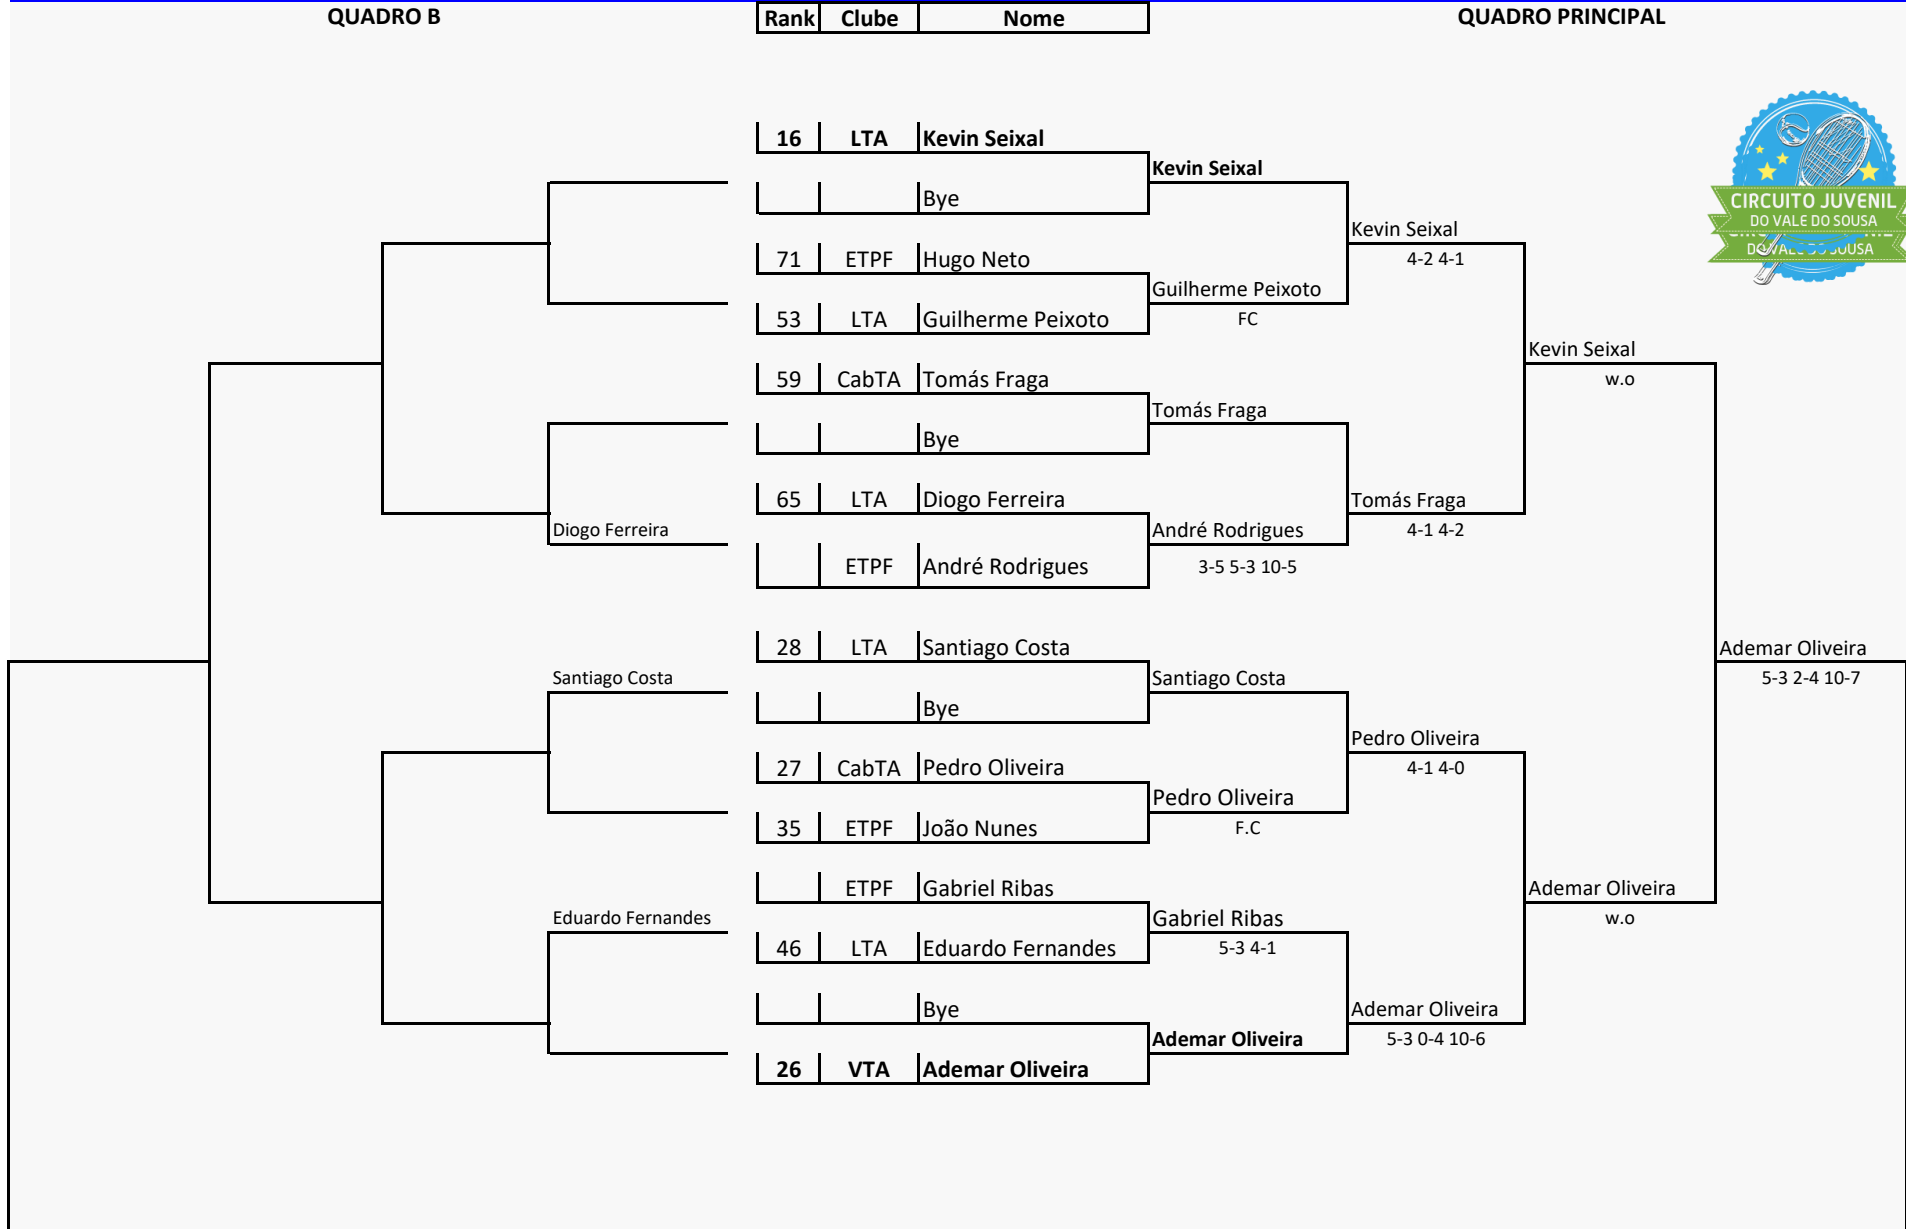 QUADRO B
Rank Clube Nome
QUADRO PRINCIPAL
CIRCUITO JUVENIL
DO VALE DO SOUSA
16 LTA Kevin Seixal
Kevin Seixal
Bye
Kevin Seixal
4-2 4-1
71 ETPF Hugo Neto
Guilherme Peixoto
FC
53 LTA Guilherme Peixoto
Kevin Seixal
w.o
59 CabTA Tomás Fraga
Tomás Fraga
Bye
65 LTA Diogo Ferreira
Tomás Fraga
4-1 4-2
Diogo Ferreira
André Rodrigues
3-5 5-3 10-5
ETPF André Rodrigues
28 LTA Santiago Costa
Ademar Oliveira
5-3 2-4 10-7
Santiago Costa
Santiago Costa
Bye
Pedro Oliveira
4-1 4-0
27 CabTA Pedro Oliveira
Pedro Oliveira
F.C
35 ETPF João Nunes
ETPF Gabriel Ribas
Ademar Oliveira
w.o
Eduardo Fernandes
Gabriel Ribas
5-3 4-1
46 LTA Eduardo Fernandes
Bye
Ademar Oliveira
5-3 0-4 10-6
Ademar Oliveira
26 VTA Ademar Oliveira